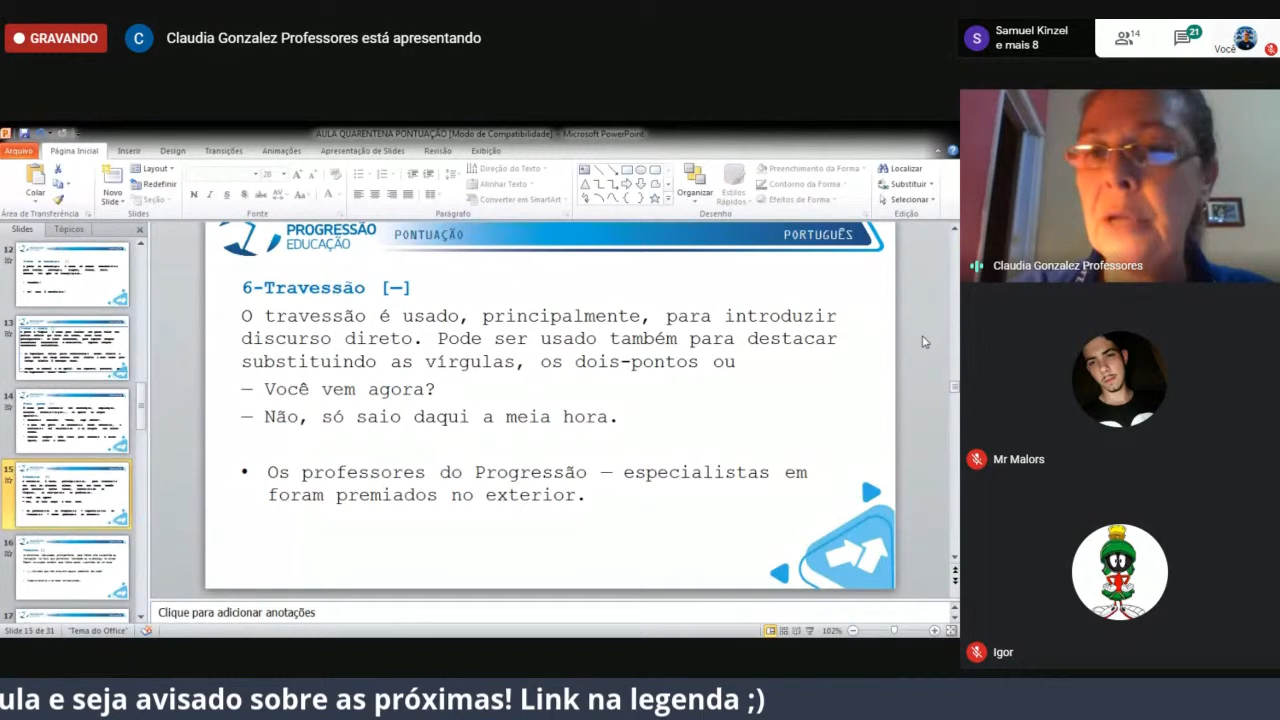 GRAVANDO
C
Claudia Gonzalez Professores está apresentando
S
Samuel Kinzel
e mais 8
14
21
Você
AULA QUARENTENA PONTUAÇÃO [Modo de Compatibilidade] - Microsoft PowerPoint
Arquivo
Página Inicial
Inserir
Design
Transições
Animações
Apresentação de Slides
Revisão
Exibição
Colar
Novo
Slide
Layout
Redefinir
Seção
28
N I S
Direção do Texto
Alinhar Texto
Converter em SmartArt
Organizar
Estilos
Rápidos
Preenchimento da Forma
Contorno da Forma
Efeitos de Forma
Localizar
Substituir
Selecionar
Área de Transferência
Slides
Fonte
Parágrafo
Desenho
Edição
Slides
Tópicos
12
13
14
15
16
17
PROGRESSÃO
EDUCAÇÃO
PONTUAÇÃO
PORTUGUÊS
6-Travessão [—]
O travessão é usado, principalmente, para introduzir
discurso direto. Pode ser usado também para destacar
substituindo as vírgulas, os dois-pontos ou
— Você vem agora?
— Não, só saio daqui a meia hora.
• Os professores do Progressão — especialistas em
foram premiados no exterior.
Clique para adicionar anotações
Slide 15 de 31
"Tema do Office"
102%
Claudia Gonzalez Professores
Mr Malors
Igor
ula e seja avisado sobre as próximas! Link na legenda ;)